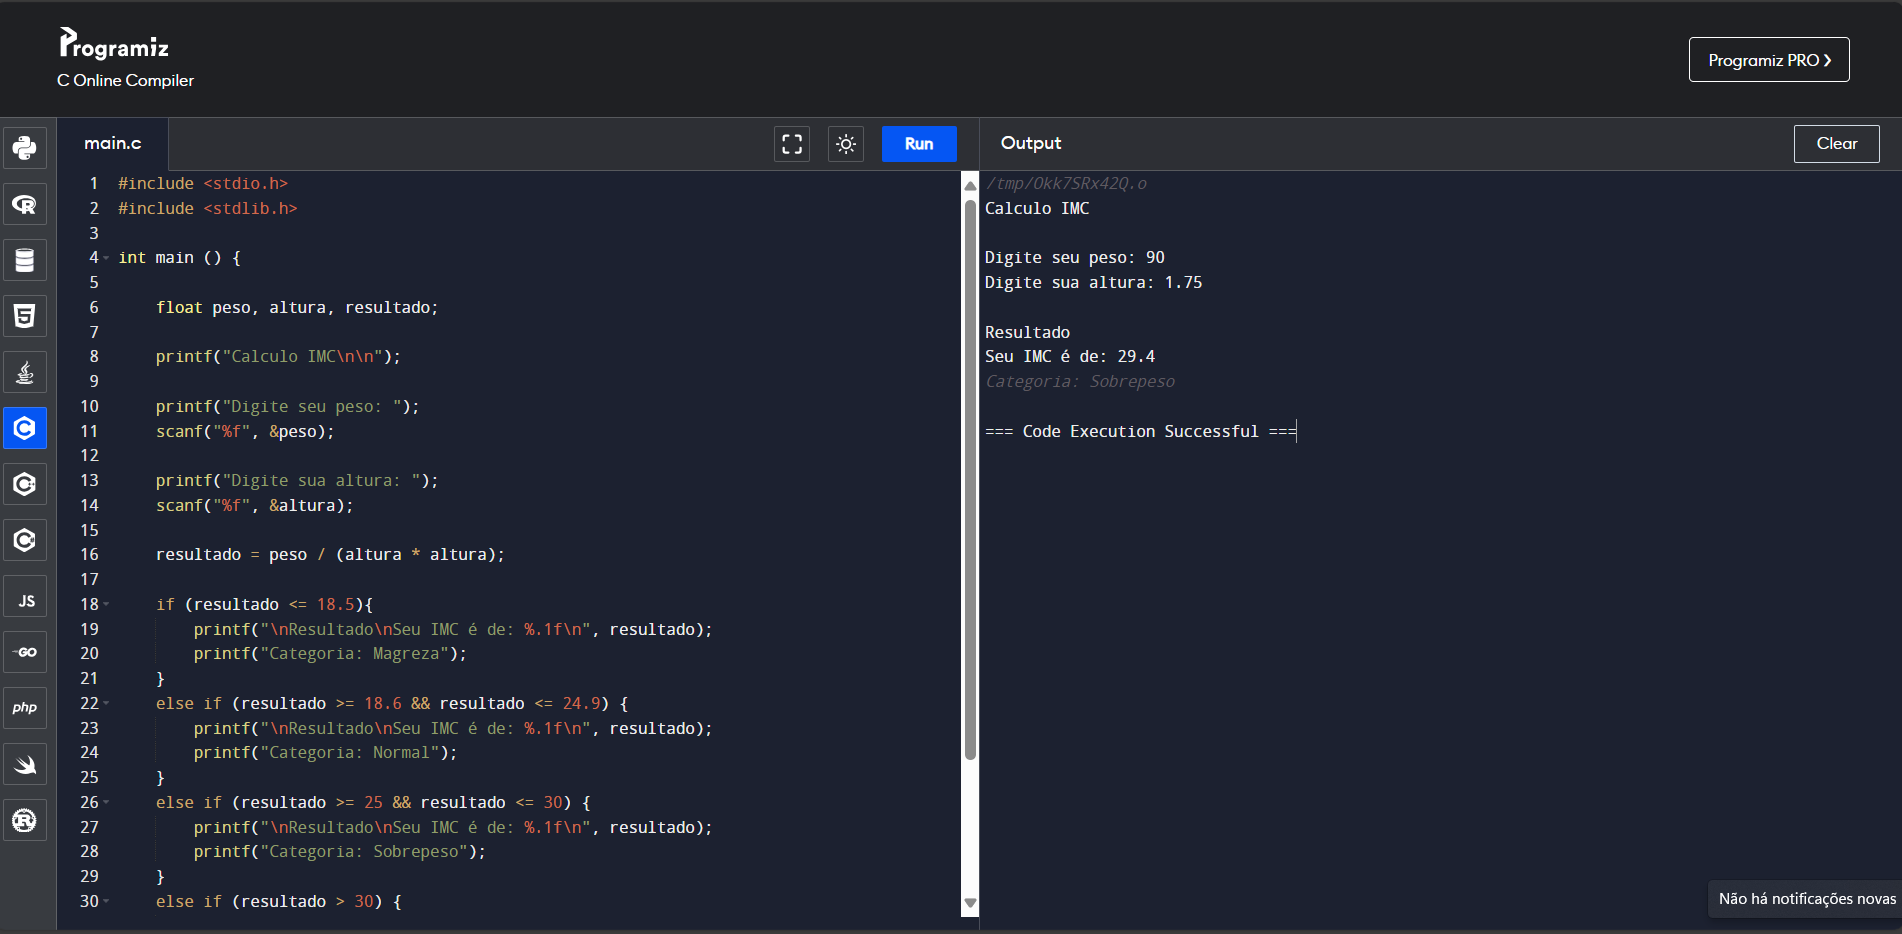 Programiz
C Online Compiler
Programiz PRO ❯
main.c
Run
Output
Clear
1 #include <stdio.h>
2 #include <stdlib.h>
3
4 int main () {
5
6     float peso, altura, resultado;
7
8     printf("Calculo IMC\n\n");
9
10     printf("Digite seu peso: ");
11     scanf("%f", &peso);
12
13     printf("Digite sua altura: ");
14     scanf("%f", &altura);
15
16     resultado = peso / (altura * altura);
17
18     if (resultado <= 18.5){
19         printf("\nResultado\nSeu IMC é de: %.1f\n", resultado);
20         printf("Categoria: Magreza");
21     }
22     else if (resultado >= 18.6 && resultado <= 24.9) {
23         printf("\nResultado\nSeu IMC é de: %.1f\n", resultado);
24         printf("Categoria: Normal");
25     }
26     else if (resultado >= 25 && resultado <= 30) {
27         printf("\nResultado\nSeu IMC é de: %.1f\n", resultado);
28         printf("Categoria: Sobrepeso");
29     }
30     else if (resultado > 30) {
/tmp/Okk7SRx42Q.o
Calculo IMC
Digite seu peso: 90
Digite sua altura: 1.75
Resultado
Seu IMC é de: 29.4
Categoria: Sobrepeso
=== Code Execution Successful ===
R
5
C
C
C
JS
GO
php
R
Não há notificações novas